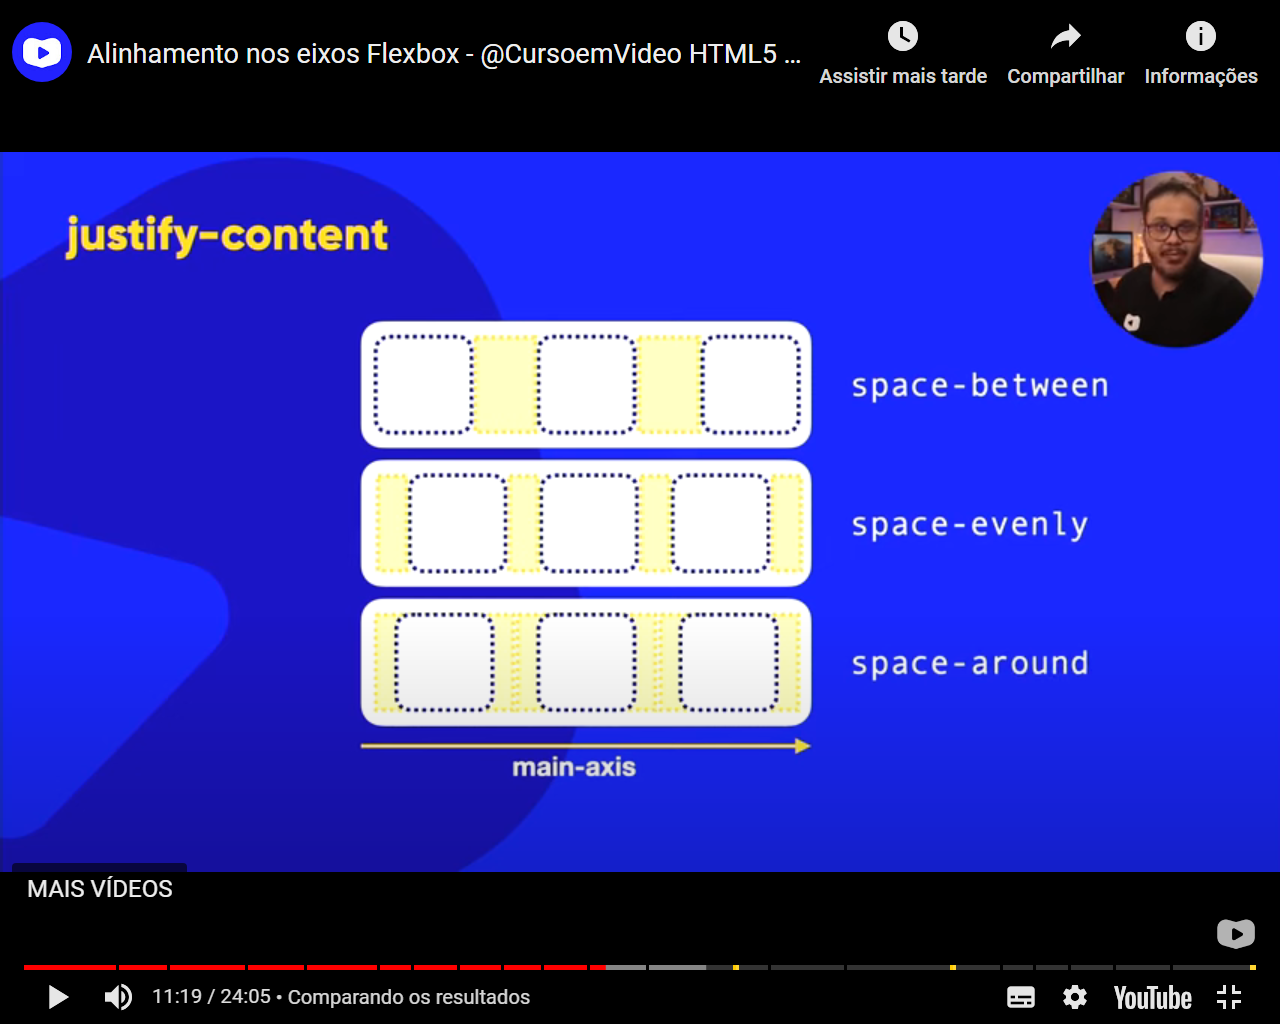 Alinhamento nos eixos Flexbox - @CursoemVideo HTML5 ...
Assistir mais tarde
Compartilhar
Informações
justify-content
space-between
space-evenly
space-around
main-axis
MAIS VÍDEOS
11:19 / 24:05 • Comparando os resultados
YouTube